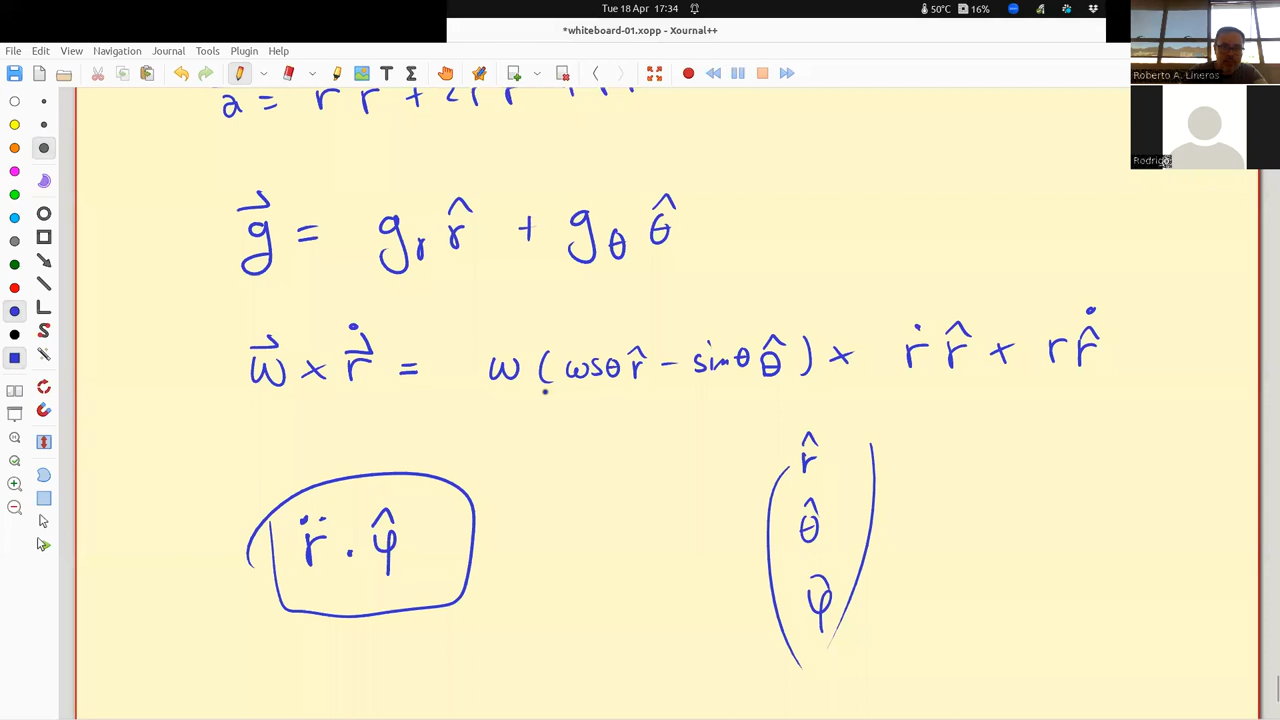 Tue 18 Apr 17:34
50°C 16%
*whiteboard-01.xopp - Xournal++
File Edit View Navigation Journal Tools Plugin Help
Roberto A. Lineros
Rodrigo
a = r̈ r̂ + 2ṙ
g⃗ = g_r r̂ + g_θ θ̂
w⃗ × ṙ⃗ = w (cosθ r̂ − sinθ θ̂) × ṙ r̂ + r r̂̇
r̈ · φ̂
r̂
θ̂
φ̂